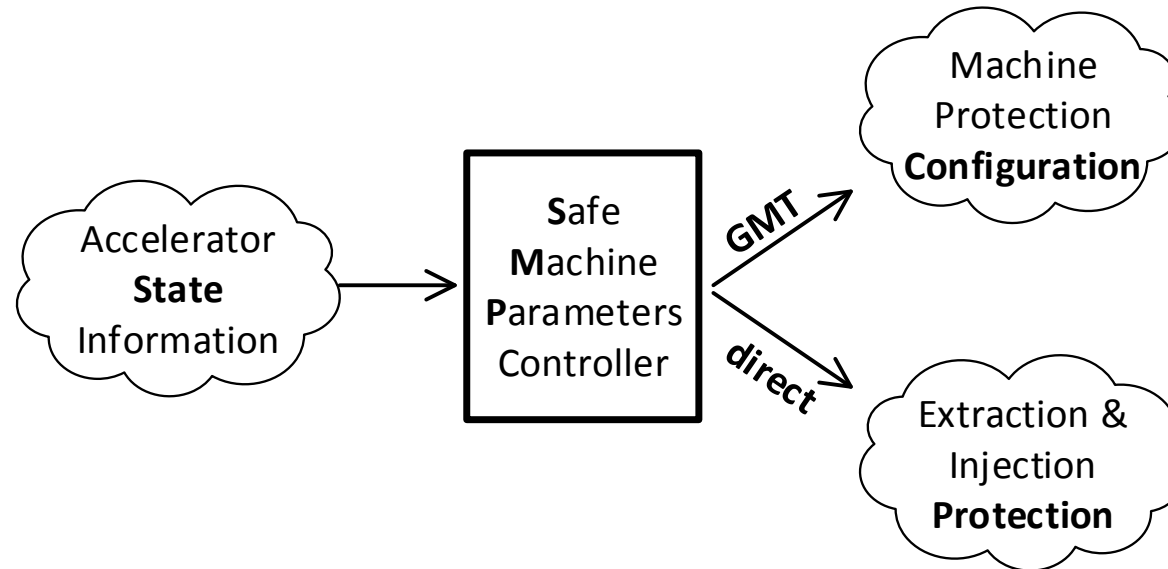 Accelerator
State
Information
Safe
Machine
Parameters
Controller
GMT
direct
Machine
Protection
Configuration
Extraction &
Injection
Protection